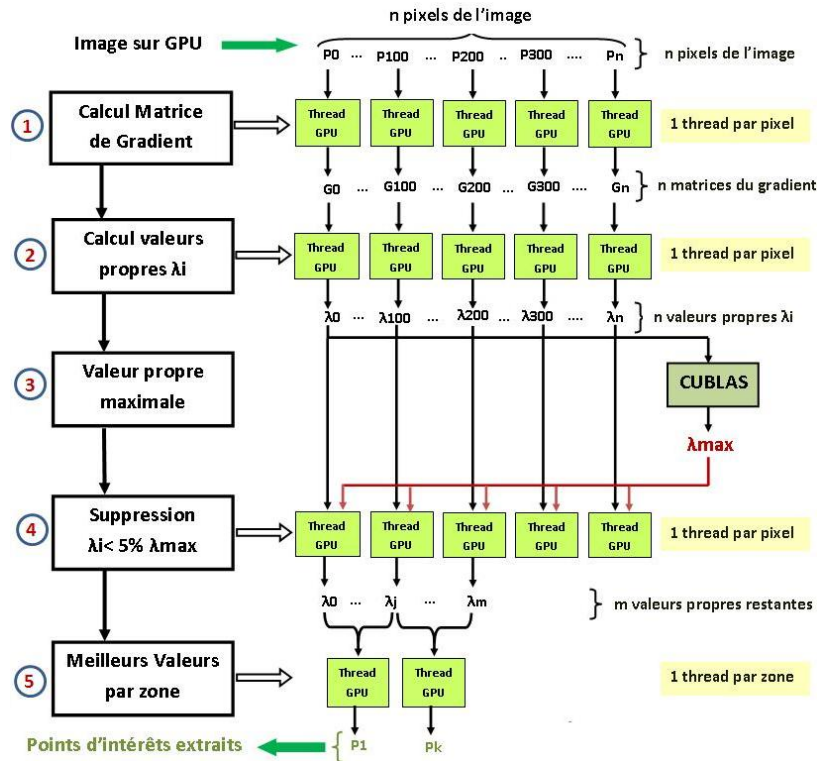 n pixels de l'image
Image sur GPU
P0 ... P100 ... P200 .. P300 .... Pn
n pixels de l'image
1
Calcul Matrice
de Gradient
Thread
GPU
Thread
GPU
Thread
GPU
Thread
GPU
Thread
GPU
1 thread par pixel
G0 ... G100 ... G200 ... G300 .... Gn
n matrices du gradient
2
Calcul valeurs
propres λi
Thread
GPU
Thread
GPU
Thread
GPU
Thread
GPU
Thread
GPU
1 thread par pixel
λ0 ... λ100 ... λ200 ... λ300 .... λn
n valeurs propres λi
3
Valeur propre
maximale
CUBLAS
λmax
4
Suppression
λi< 5% λmax
Thread
GPU
Thread
GPU
Thread
GPU
Thread
GPU
Thread
GPU
1 thread par pixel
λ0 ... λj ... λm
m valeurs propres restantes
5
Meilleurs Valeurs
par zone
Thread
GPU
Thread
GPU
1 thread par zone
Points d'intérêts extraits
P1
Pk